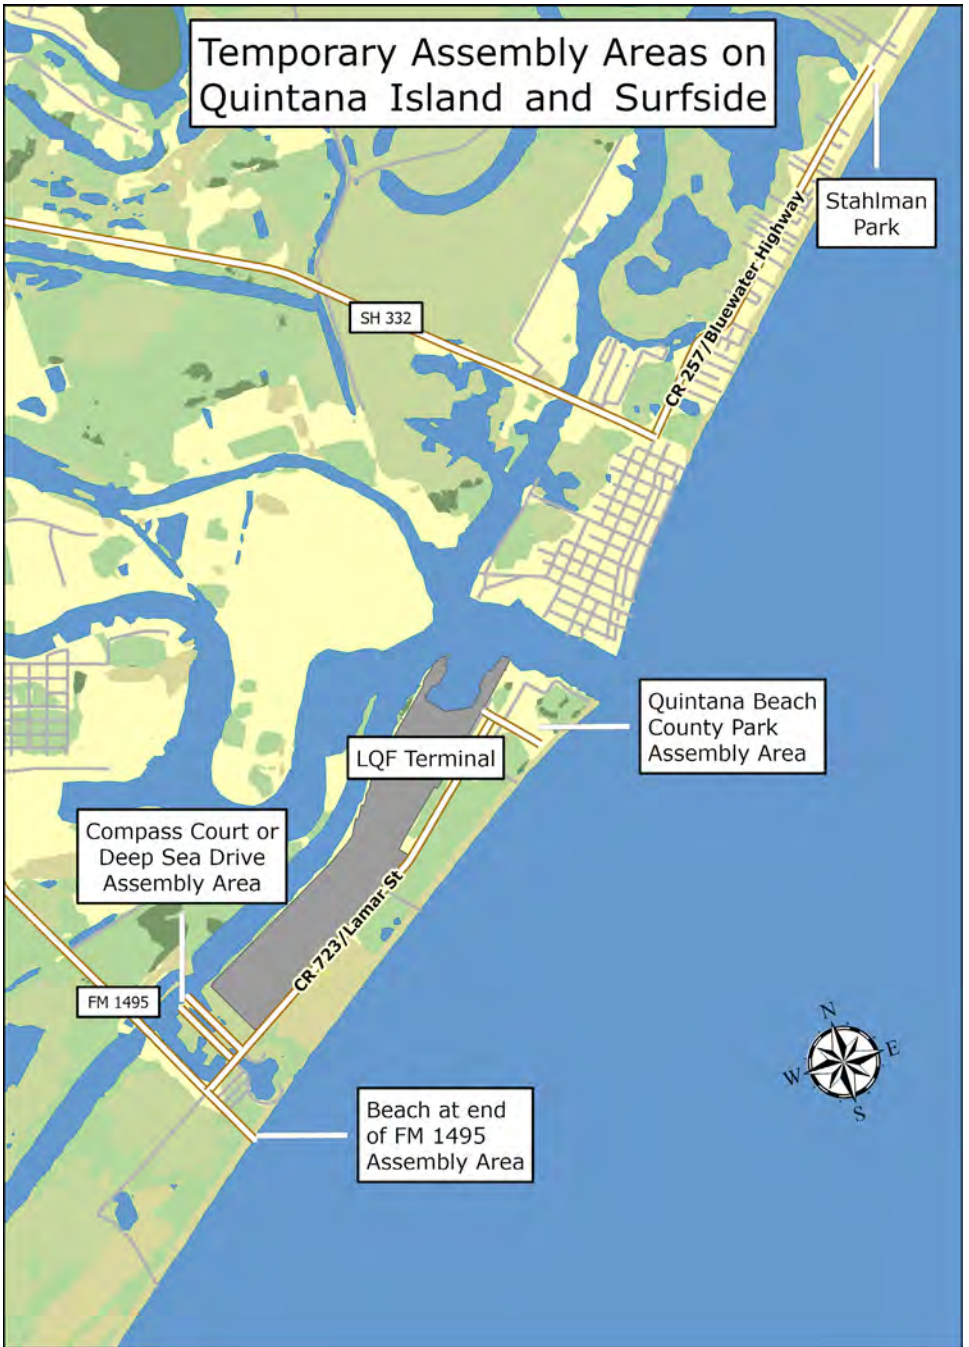 Temporary Assembly Areas on
Quintana Island and Surfside
Stahlman
Park
SH 332
CR 257/Bluewater Highway
Quintana Beach
County Park
Assembly Area
LQF Terminal
Compass Court or
Deep Sea Drive
Assembly Area
CR 723/Lamar St
FM 1495
N
E
W
S
Beach at end
of FM 1495
Assembly Area